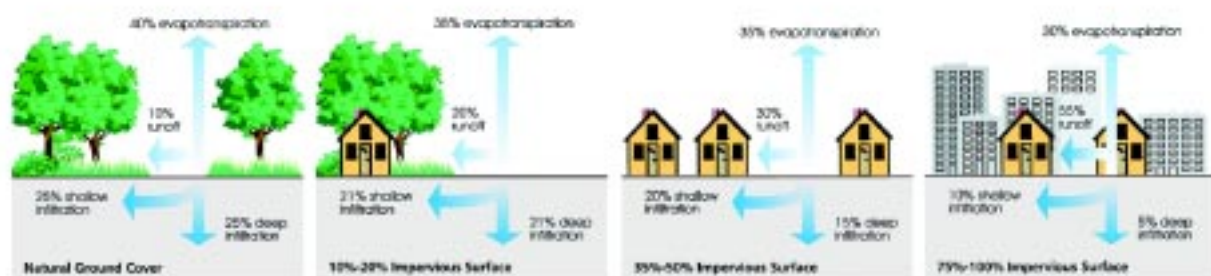 40% evapotranspiration
10%
runoff
25% shallow
infiltration
25% deep
infiltration
Natural Ground Cover
38% evapotranspiration
20%
runoff
21% shallow
infiltration
21% deep
infiltration
10%-20% Impervious Surface
35% evapotranspiration
30%
runoff
20% shallow
infiltration
15% deep
infiltration
35%-50% Impervious Surface
30% evapotranspiration
55%
runoff
10% shallow
infiltration
5% deep
infiltration
75%-100% Impervious Surface